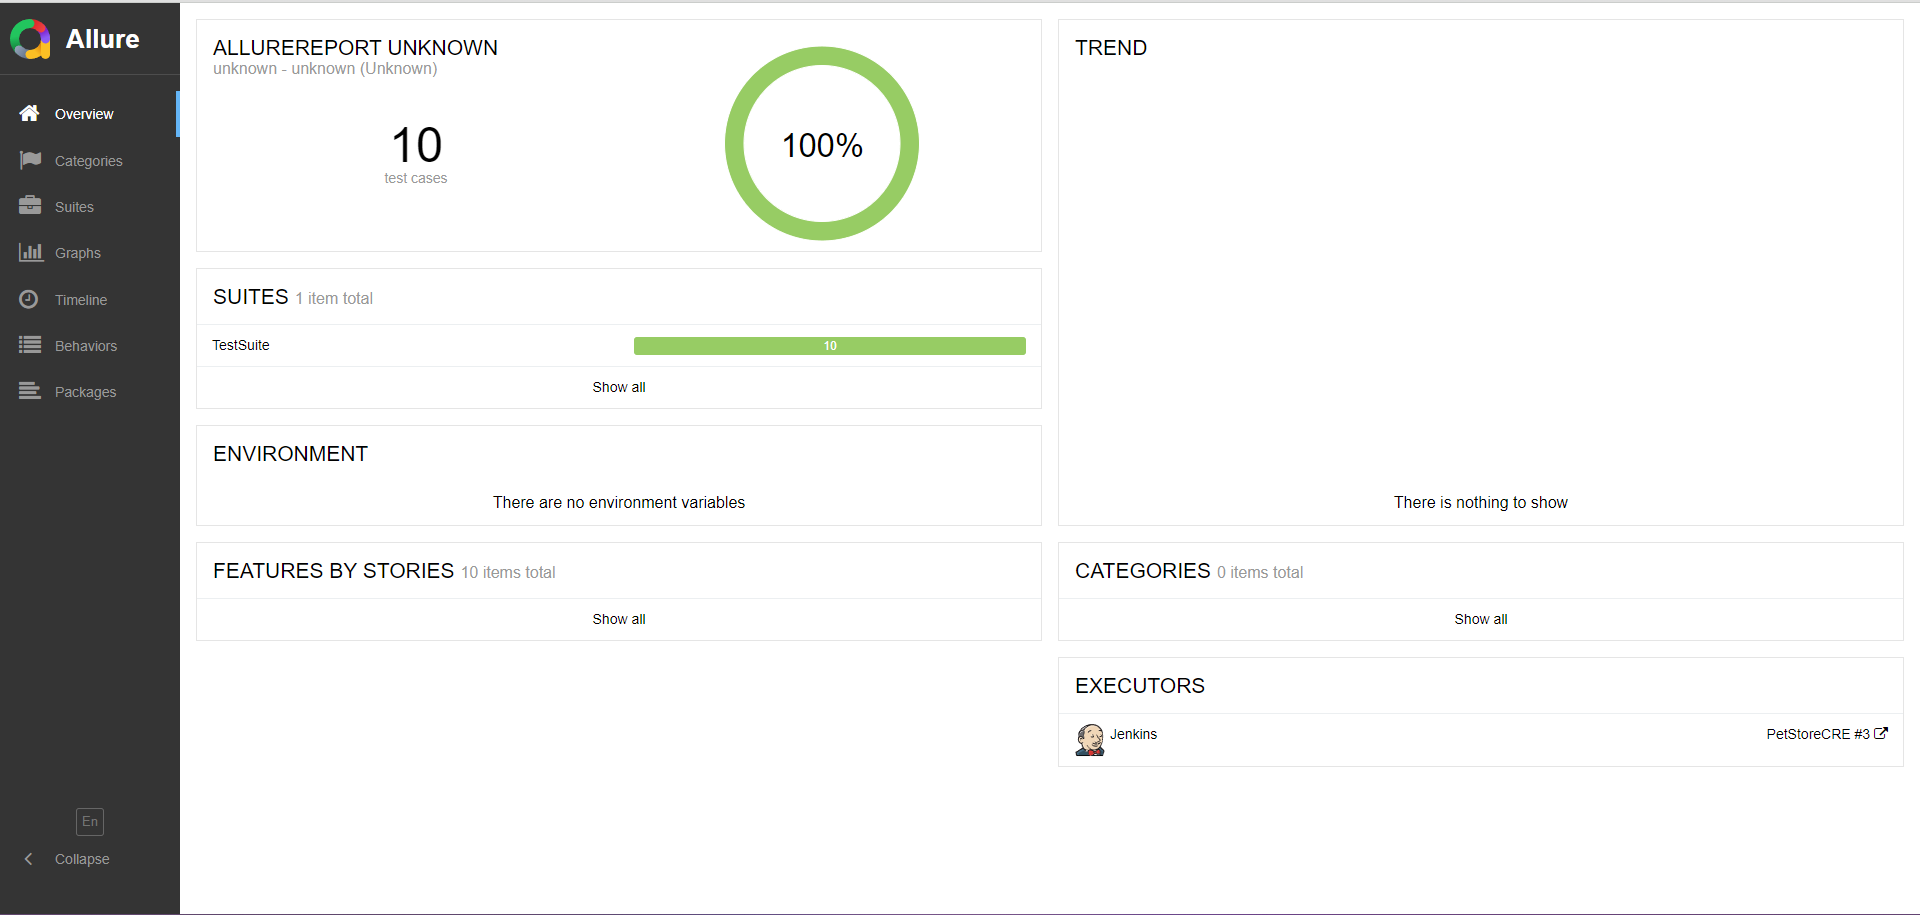 Allure
Overview
Categories
Suites
Graphs
Timeline
Behaviors
Packages
En
Collapse
ALLUREREPORT UNKNOWN
unknown - unknown (Unknown)
10
test cases
100%
SUITES 1 item total
TestSuite 10
Show all
ENVIRONMENT
There are no environment variables
FEATURES BY STORIES 10 items total
Show all
TREND
There is nothing to show
CATEGORIES 0 items total
Show all
EXECUTORS
Jenkins PetStoreCRE #3